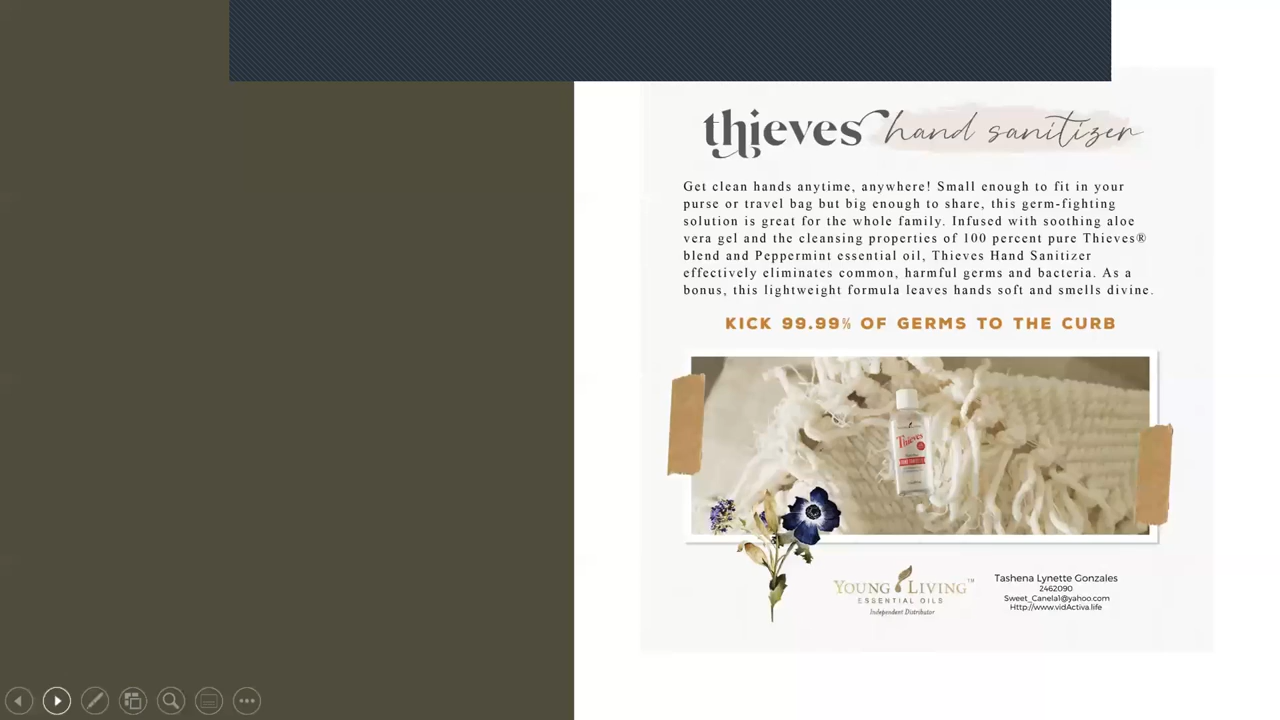 thieves hand sanitizer
Get clean hands anytime, anywhere! Small enough to fit in your
purse or travel bag but big enough to share, this germ-fighting
solution is great for the whole family. Infused with soothing aloe
vera gel and the cleansing properties of 100 percent pure Thieves®
blend and Peppermint essential oil, Thieves Hand Sanitizer
effectively eliminates common, harmful germs and bacteria. As a
bonus, this lightweight formula leaves hands soft and smells divine.
KICK 99.99% OF GERMS TO THE CURB
Thieves
YOUNG LIVING™
ESSENTIAL OILS
Independent Distributor
Tashena Lynette Gonzales
2462090
Sweet_Canela1@yahoo.com
Http://www.vidActiva.life